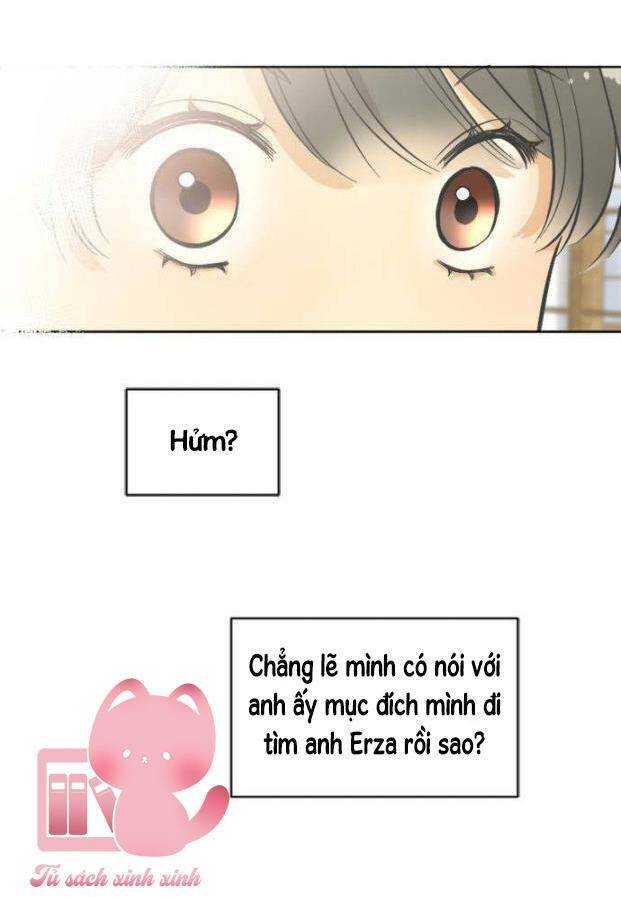 Hửm?
Chẳng lẽ mình có nói với
anh ấy mục đích mình đi
tìm anh Erza rồi sao?
Tủ sách xinh xinh